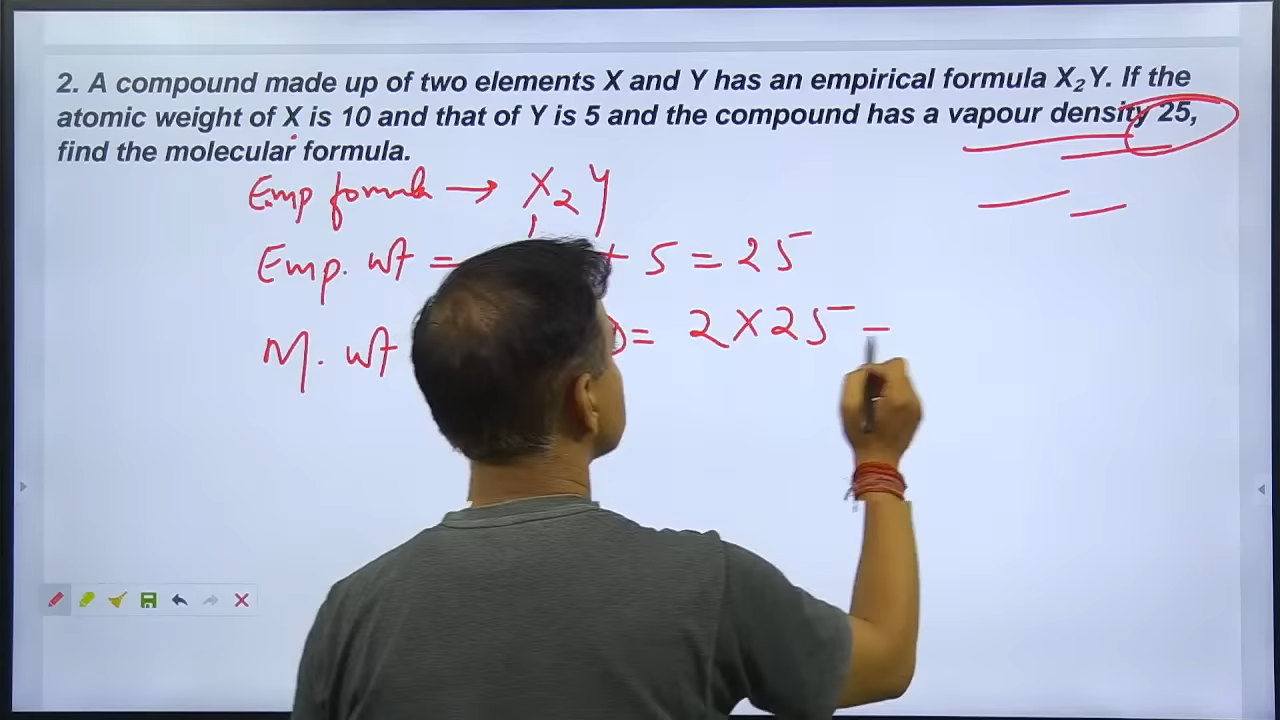 2. A compound made up of two elements X and Y has an empirical formula X₂Y. If the
atomic weight of X is 10 and that of Y is 5 and the compound has a vapour density 25,
find the molecular formula.
Emp formula → X₂Y
Emp. wt = + 5 = 25
M. wt = 2×25 =